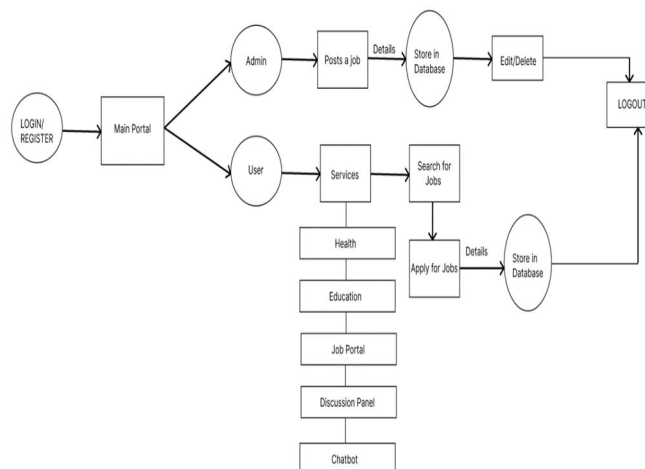 Admin
Posts a job
Details
Store in
Database
Edit/Delete
LOGOUT
LOGIN/
REGISTER
Main Portal
User
Services
Search for
Jobs
Health
Apply for Jobs
Details
Store in
Database
Education
Job Portal
Discussion Panel
Chatbot